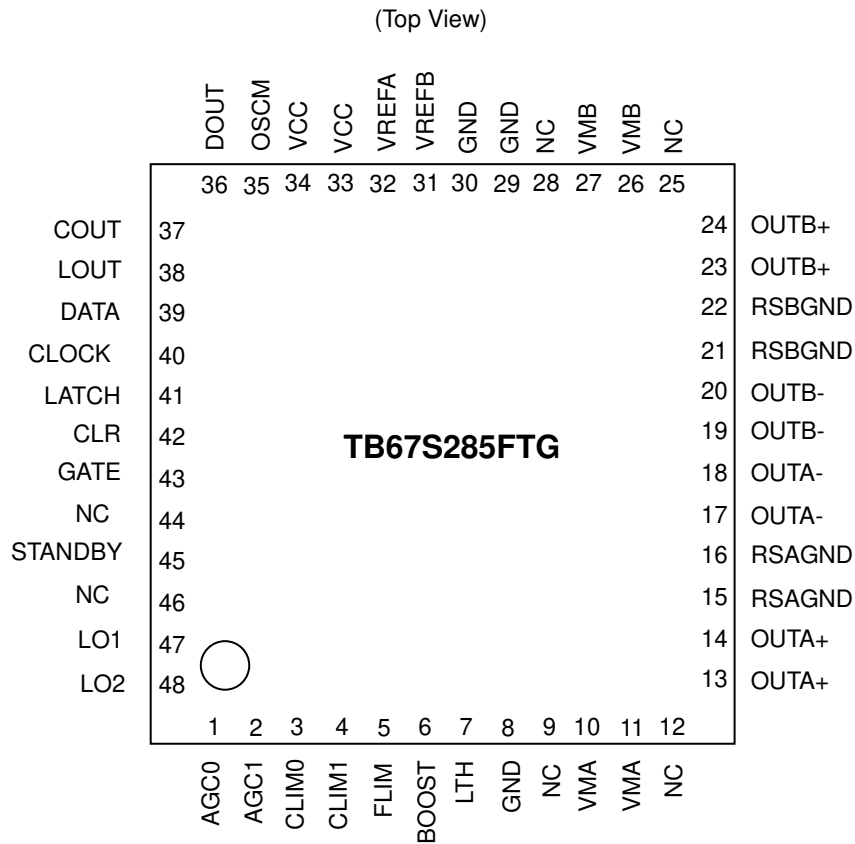 (Top View)
DOUT OSCM VCC VCC VREFA VREFB GND GND NC VMB VMB NC
36 35 34 33 32 31 30 29 28 27 26 25
COUT 37
LOUT 38
DATA 39
CLOCK 40
LATCH 41
CLR 42
GATE 43
NC 44
STANDBY 45
NC 46
LO1 47
LO2 48
TB67S285FTG
24 OUTB+
23 OUTB+
22 RSBGND
21 RSBGND
20 OUTB-
19 OUTB-
18 OUTA-
17 OUTA-
16 RSAGND
15 RSAGND
14 OUTA+
13 OUTA+
1 2 3 4 5 6 7 8 9 10 11 12
AGC0 AGC1 CLIM0 CLIM1 FLIM BOOST LTH GND NC VMA VMA NC